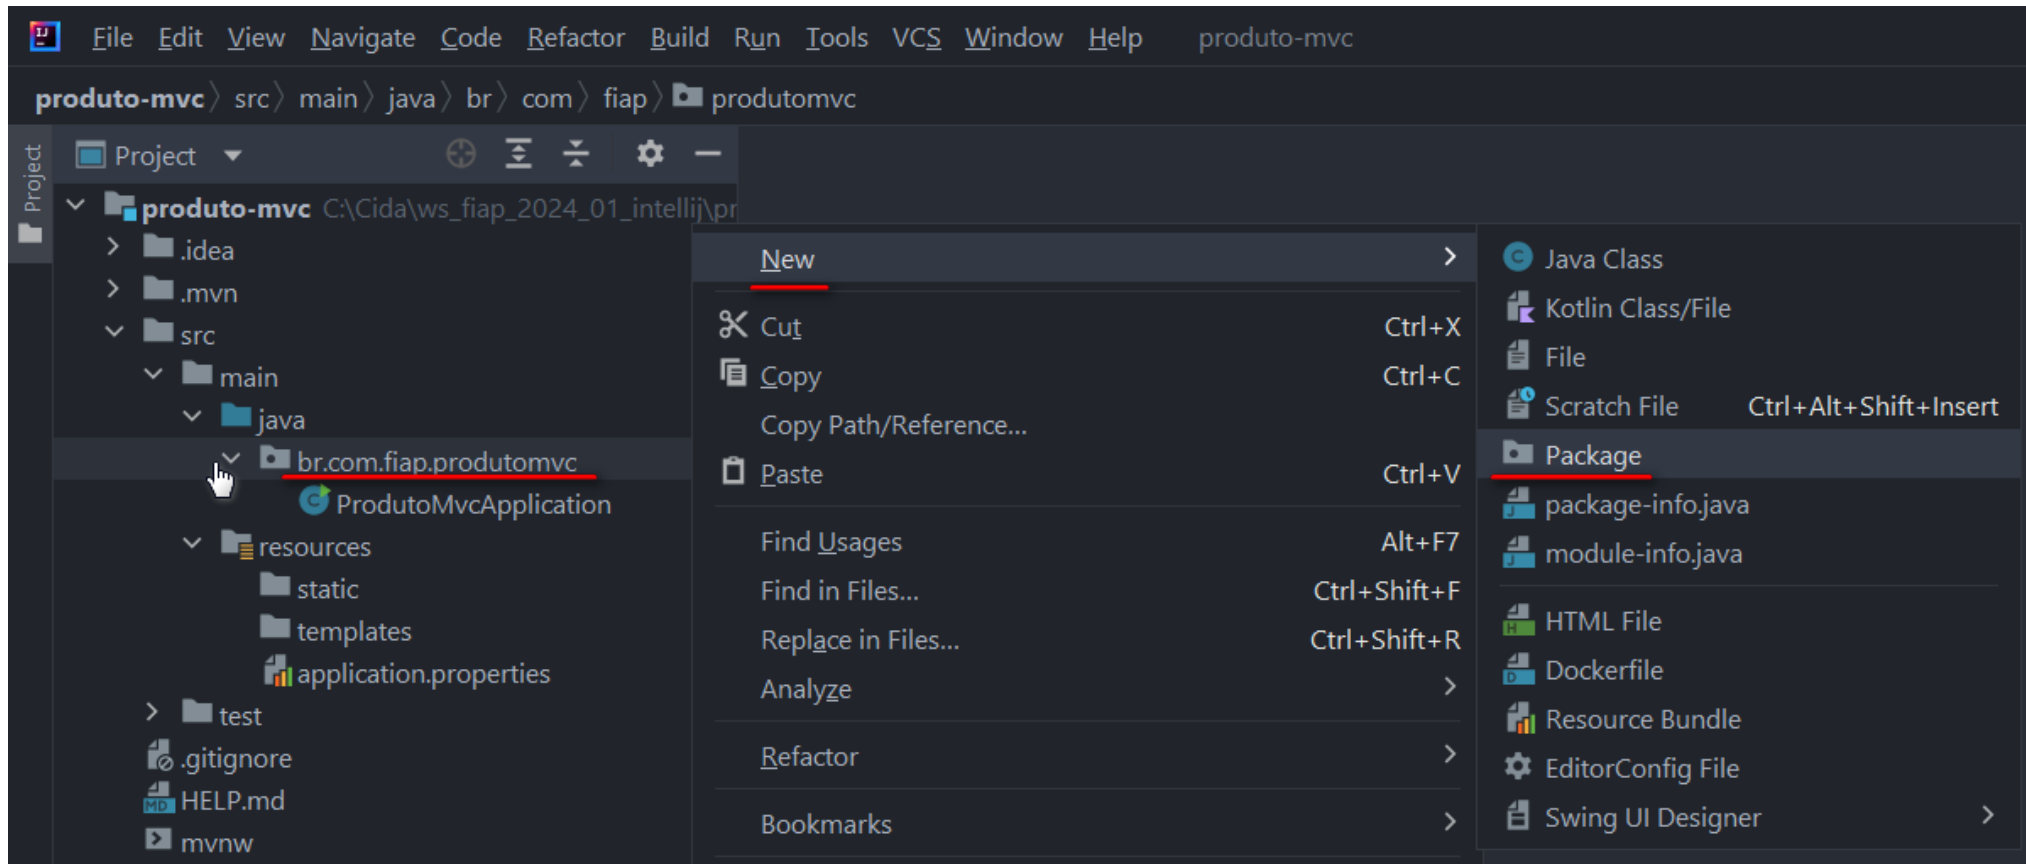 File Edit View Navigate Code Refactor Build Run Tools VCS Window Help produto-mvc
produto-mvc src main java br com fiap produtomvc
Project
Project
produto-mvc C:\Cida\ws_fiap_2024_01_intellij\pr
.idea
.mvn
src
main
java
br.com.fiap.produtomvc
ProdutoMvcApplication
resources
static
templates
application.properties
test
.gitignore
HELP.md
mvnw
New
Cut Ctrl+X
Copy Ctrl+C
Copy Path/Reference...
Paste Ctrl+V
Find Usages Alt+F7
Find in Files... Ctrl+Shift+F
Replace in Files... Ctrl+Shift+R
Analyze
Refactor
Bookmarks
Java Class
Kotlin Class/File
File
Scratch File Ctrl+Alt+Shift+Insert
Package
package-info.java
module-info.java
HTML File
Dockerfile
Resource Bundle
EditorConfig File
Swing UI Designer